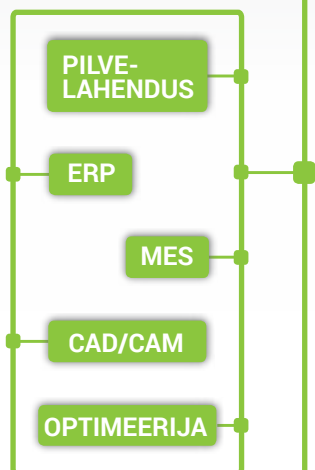 PILVE-
LAHENDUS
ERP
MES
CAD/CAM
OPTIMEERIJA